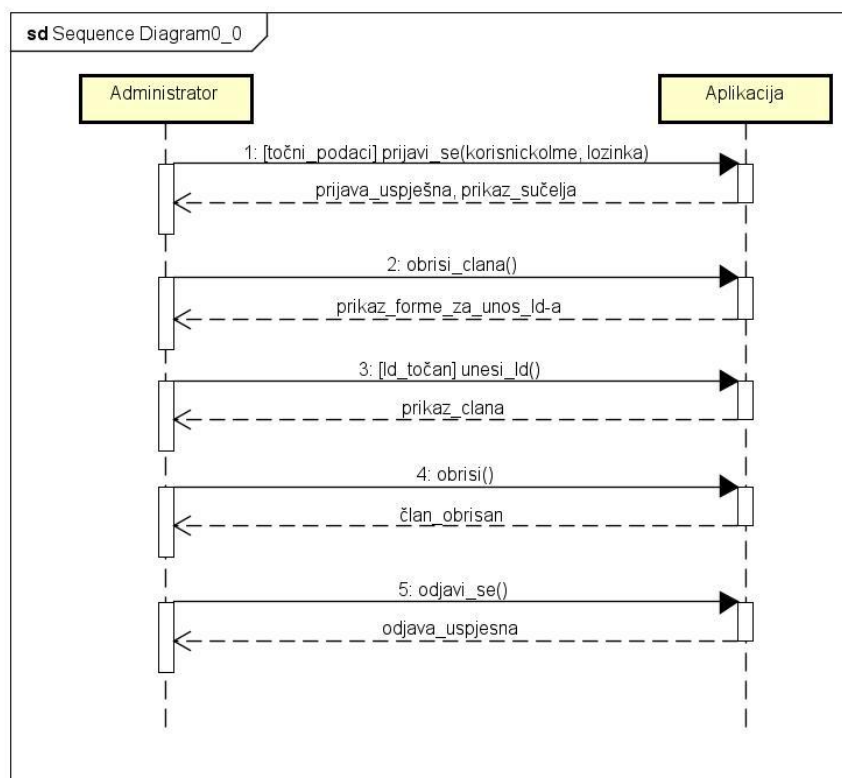 sd Sequence Diagram0_0
Administrator
Aplikacija
1: [točni_podaci] prijavi_se(korisnickoIme, lozinka)
prijava_uspješna, prikaz_sučelja
2: obrisi_clana()
prikaz_forme_za_unos_Id-a
3: [Id_točan] unesi_Id()
prikaz_clana
4: obrisi()
član_obrisan
5: odjavi_se()
odjava_uspjesna